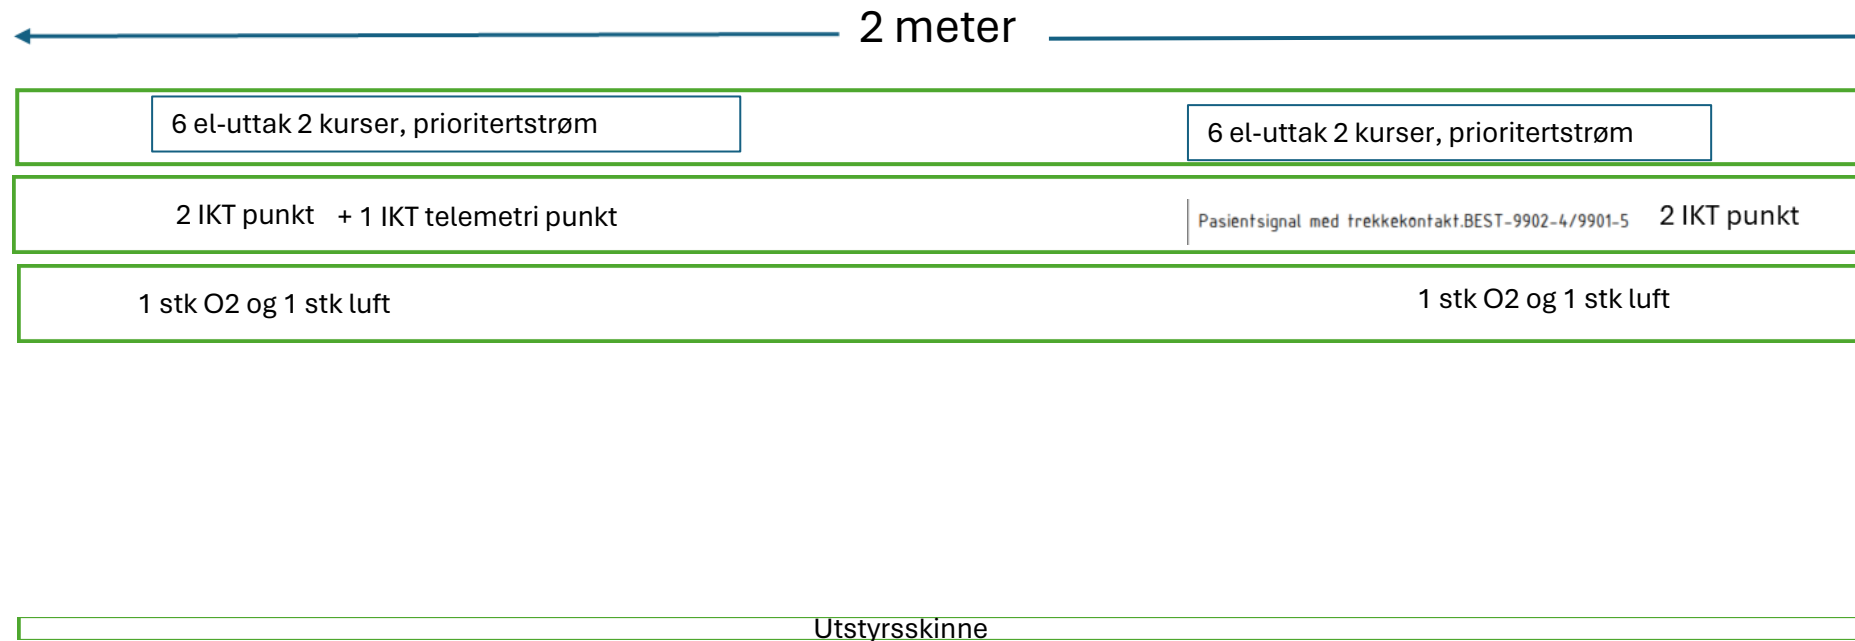 2 meter
6 el-uttak 2 kurser, prioritertstrøm
6 el-uttak 2 kurser, prioritertstrøm
2 IKT punkt + 1 IKT telemetri punkt
Pasientsignal med trekkekontakt.BEST-9902-4/9901-5
2 IKT punkt
1 stk O2 og 1 stk luft
1 stk O2 og 1 stk luft
Utstyrsskinne